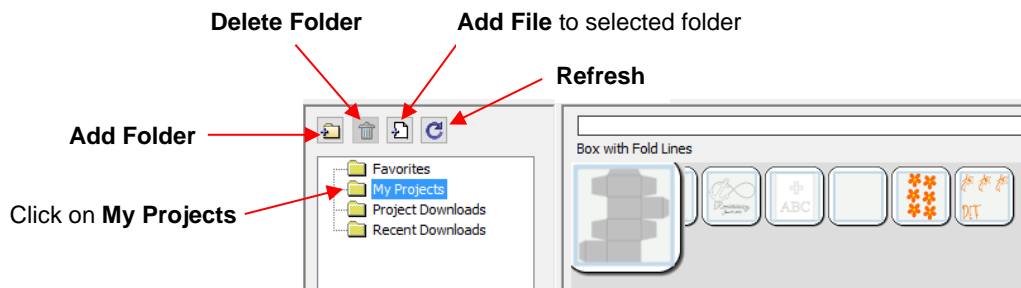 Delete Folder
Add File to selected folder
Refresh
Add Folder
Box with Fold Lines
Favorites
My Projects
Project Downloads
Recent Downloads
Click on My Projects
ABC